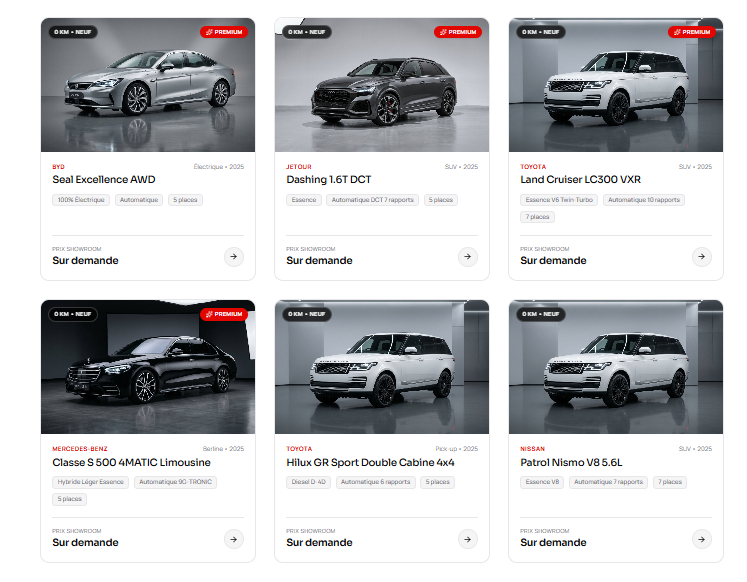 0 KM • NEUF
PREMIUM
BYD
Électrique • 2025
Seal Excellence AWD
100% Électrique
Automatique
5 places
PRIX SHOWROOM
Sur demande
0 KM • NEUF
PREMIUM
JETOUR
SUV • 2025
Dashing 1.6T DCT
Essence
Automatique DCT 7 rapports
5 places
PRIX SHOWROOM
Sur demande
0 KM • NEUF
PREMIUM
TOYOTA
SUV • 2025
Land Cruiser LC300 VXR
Essence V6 Twin-Turbo
Automatique 10 rapports
7 places
PRIX SHOWROOM
Sur demande
0 KM • NEUF
PREMIUM
MERCEDES-BENZ
Berline • 2025
Classe S 500 4MATIC Limousine
Hybride Léger Essence
Automatique 9G-TRONIC
5 places
PRIX SHOWROOM
Sur demande
0 KM • NEUF
TOYOTA
Pick-up • 2025
Hilux GR Sport Double Cabine 4x4
Diesel D-4D
Automatique 6 rapports
5 places
PRIX SHOWROOM
Sur demande
0 KM • NEUF
NISSAN
SUV • 2025
Patrol Nismo V8 5.6L
Essence V8
Automatique 7 rapports
7 places
PRIX SHOWROOM
Sur demande